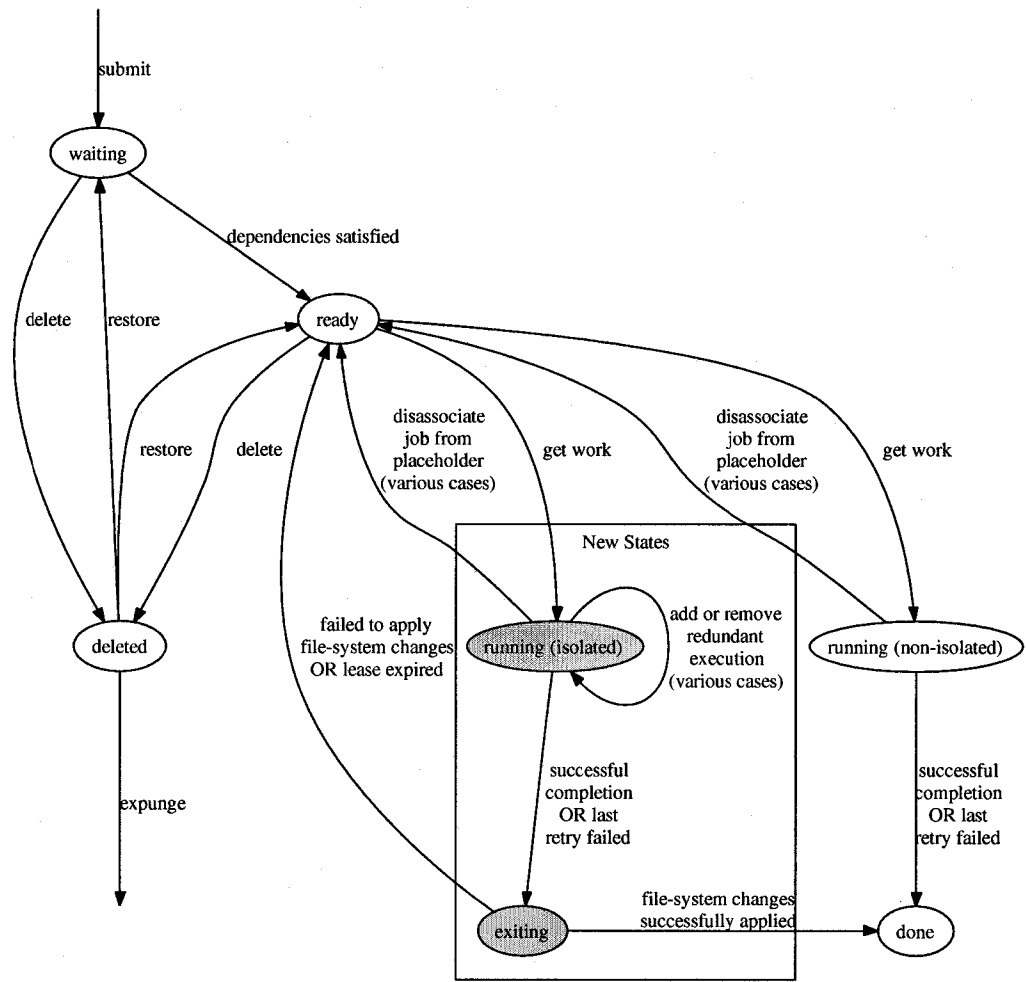 submit
waiting
dependencies satisfied
delete
restore
ready
restore
delete
disassociate
job from
placeholder
(various cases)
get work
disassociate
job from
placeholder
(various cases)
get work
New States
failed to apply
file-system changes
OR lease expired
deleted
running (isolated)
add or remove
redundant
execution
(various cases)
running (non-isolated)
expunge
successful
completion
OR last
retry failed
successful
completion
OR last
retry failed
exiting
file-system changes
successfully applied
done